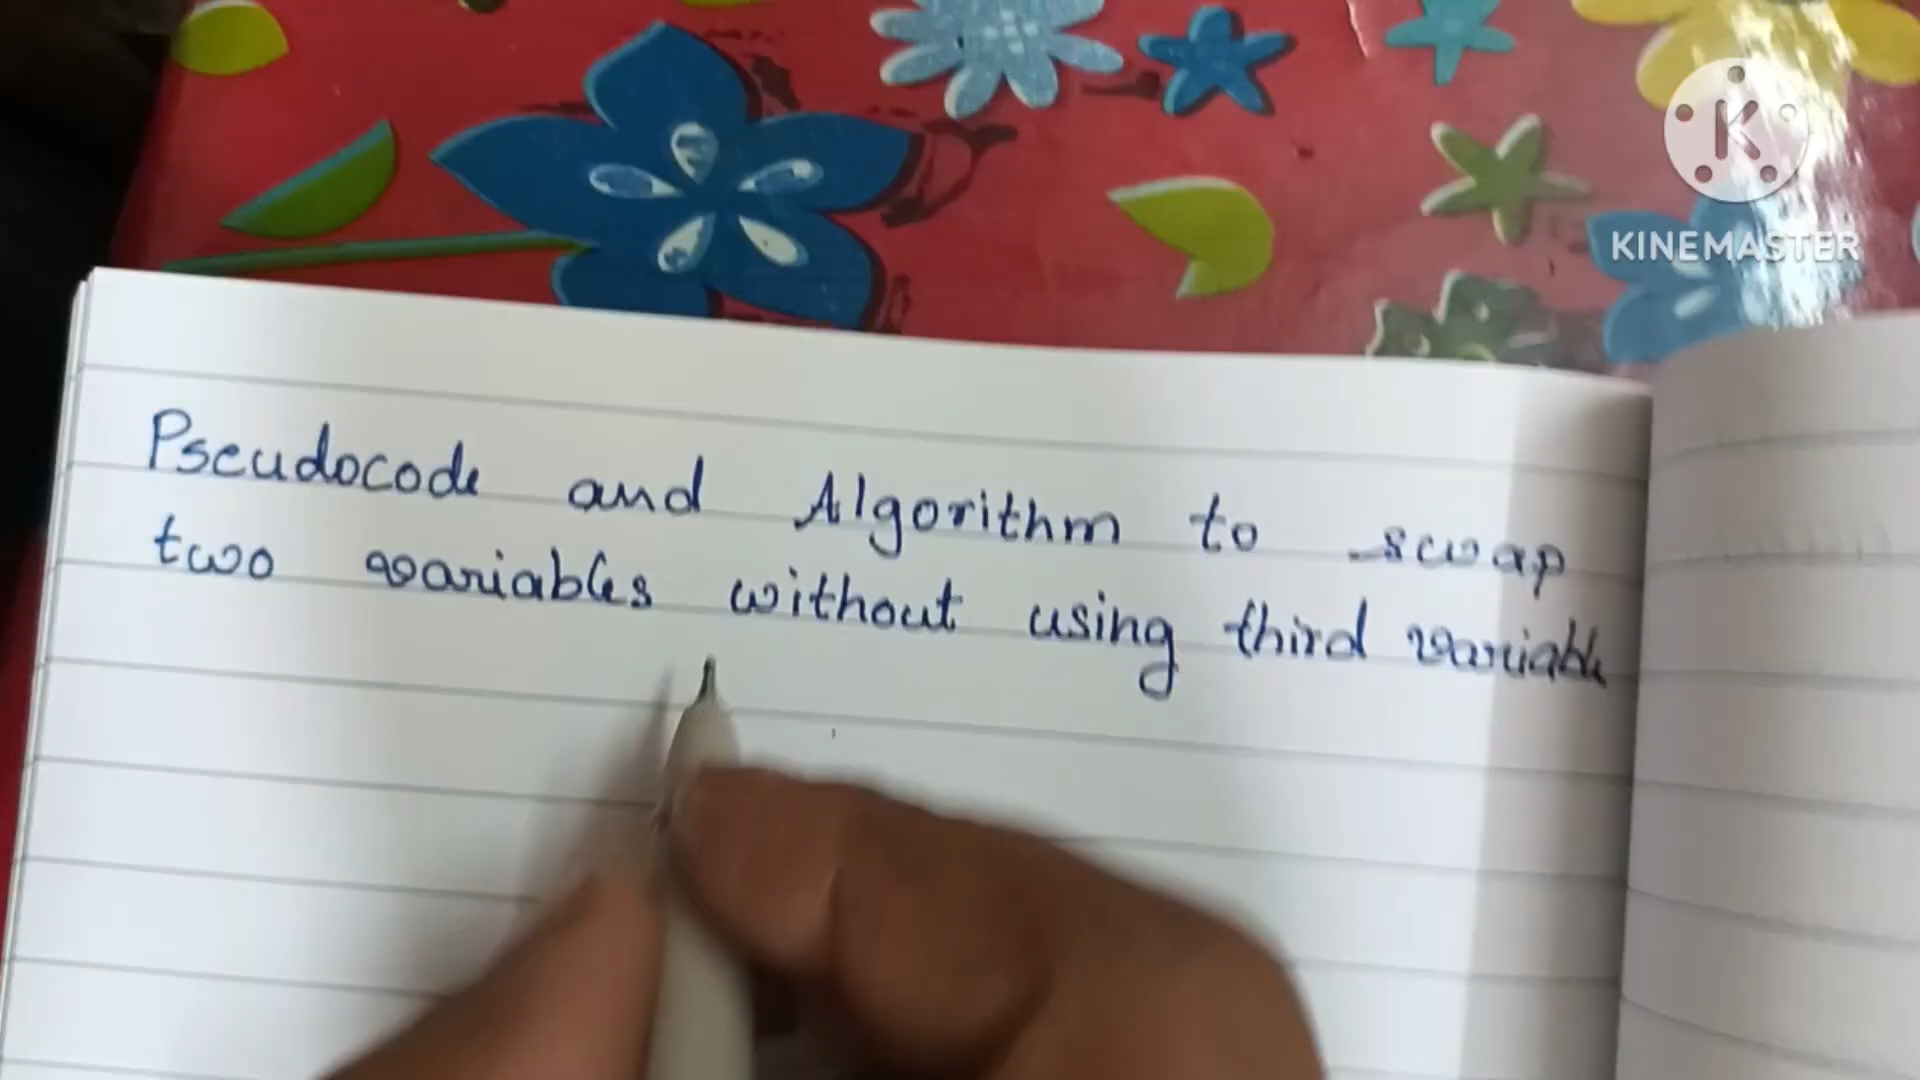 K
KINEMASTER
Pseudocode and Algorithm to swap
two variables without using third variable